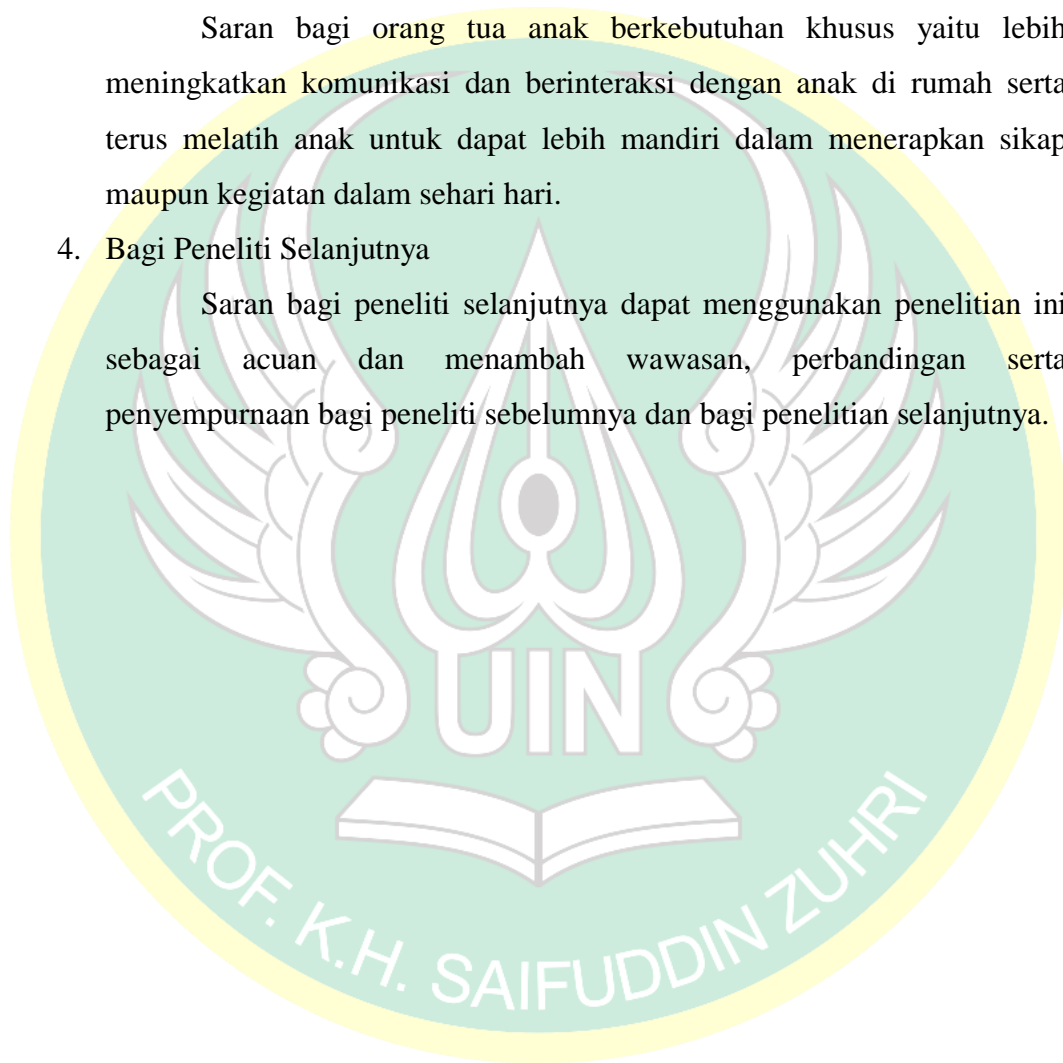 Saran bagi orang tua anak berkebutuhan khusus yaitu lebih
meningkatkan komunikasi dan berinteraksi dengan anak di rumah serta
terus melatih anak untuk dapat lebih mandiri dalam menerapkan sikap
maupun kegiatan dalam sehari hari.
4. Bagi Peneliti Selanjutnya
Saran bagi peneliti selanjutnya dapat menggunakan penelitian ini
sebagai acuan dan menambah wawasan, perbandingan serta
penyempurnaan bagi peneliti sebelumnya dan bagi penelitian selanjutnya.
UIN
PROF. K.H. SAIFUDDIN ZUHRI